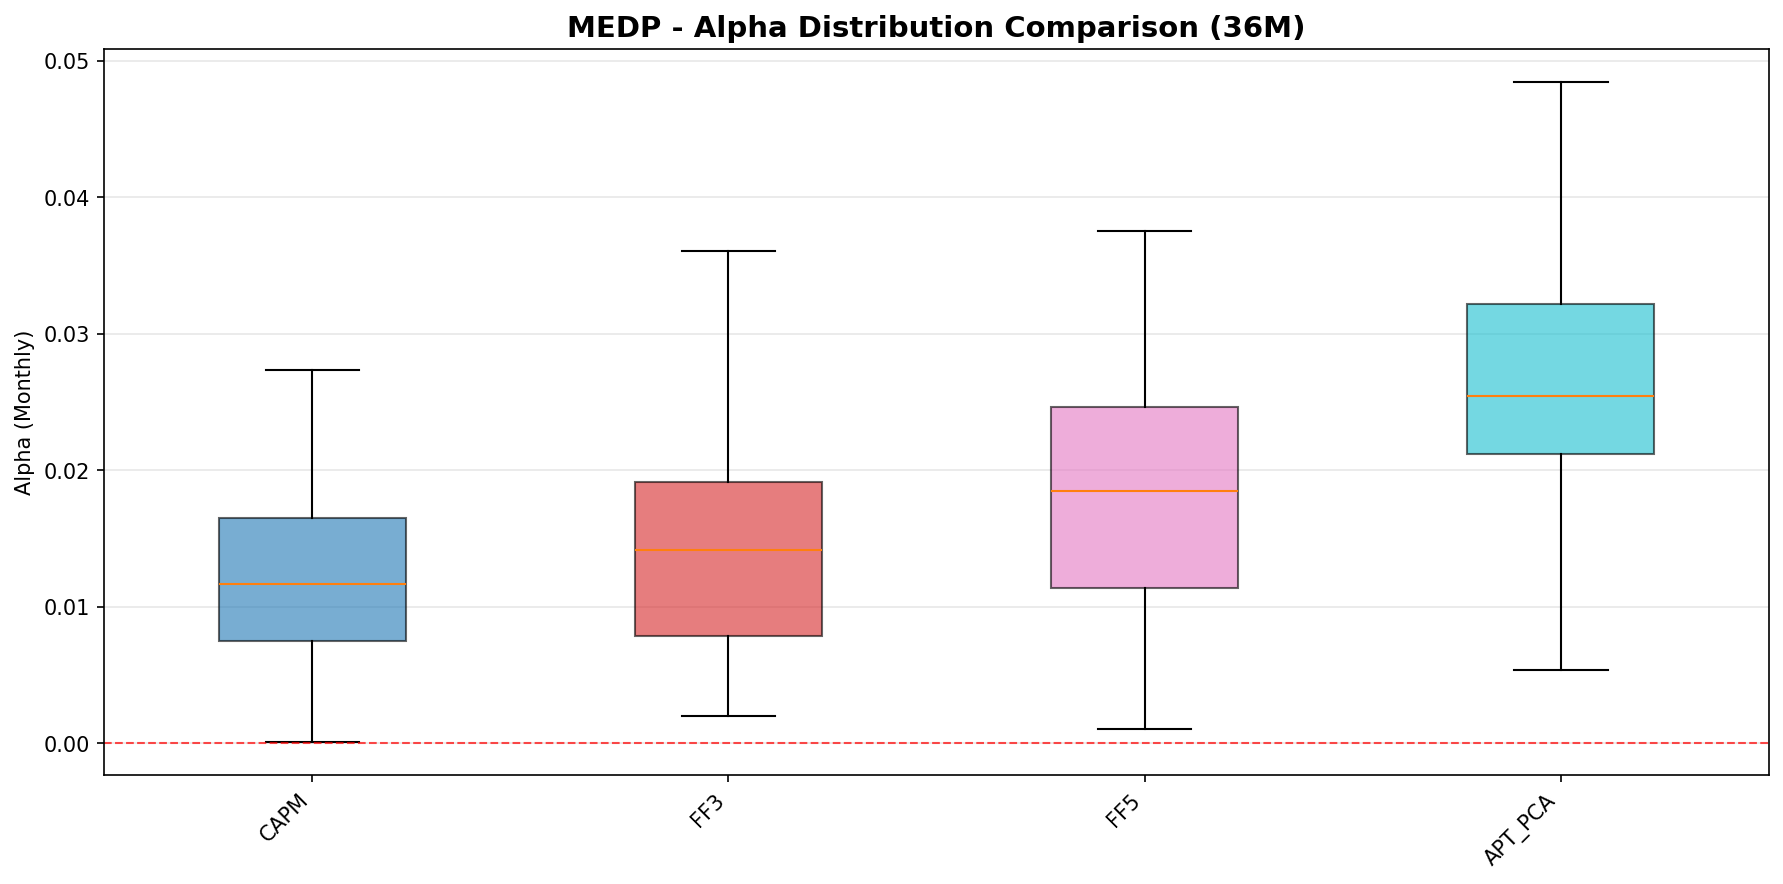 MEDP - Alpha Distribution Comparison (36M)
Alpha (Monthly)
0.05
0.04
0.03
0.02
0.01
0.00
CAPM
FF3
FF5
APT_PCA